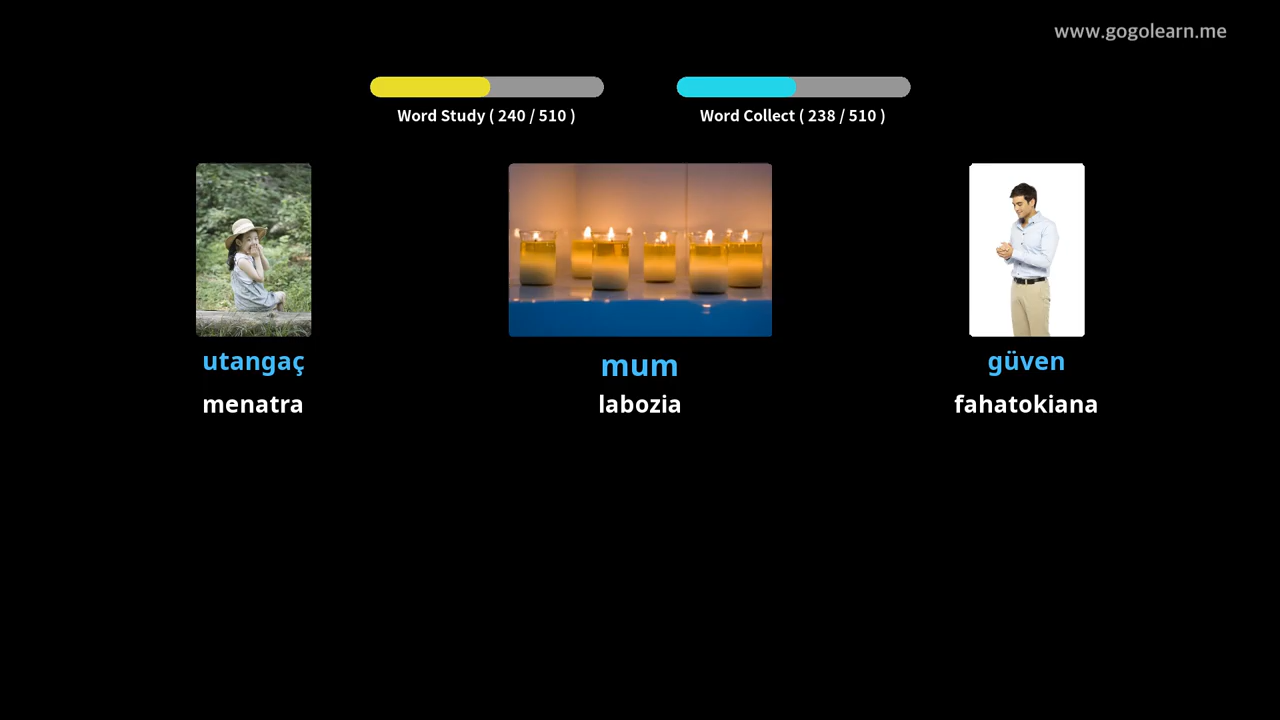 www.gogolearn.me
Word Study ( 240 / 510 )
Word Collect ( 238 / 510 )
utangaç
menatra
mum
labozia
güven
fahatokiana